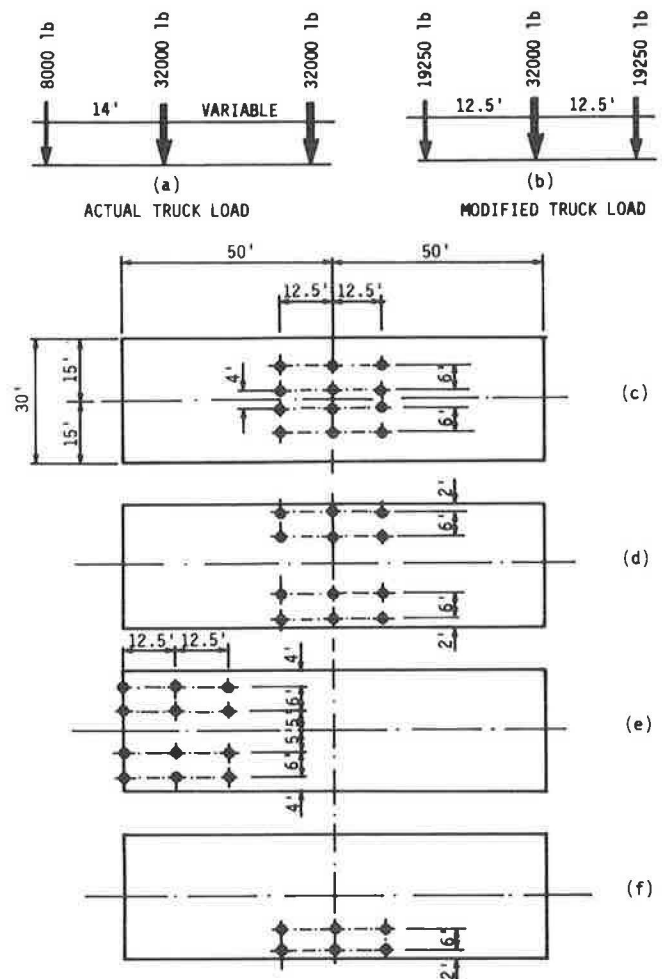 8000 lb
32000 lb
32000 lb
19250 lb
32000 lb
19250 lb
14'
VARIABLE
12.5'
12.5'
(a)
(b)
ACTUAL TRUCK LOAD
MODIFIED TRUCK LOAD
50'
50'
12.5'
12.5'
30'
15'
15'
4'
6'
6'
(c)
2'
6'
6'
2'
(d)
12.5'
12.5'
4'
6'
5'
5'
6'
4'
(e)
6'
2'
(f)